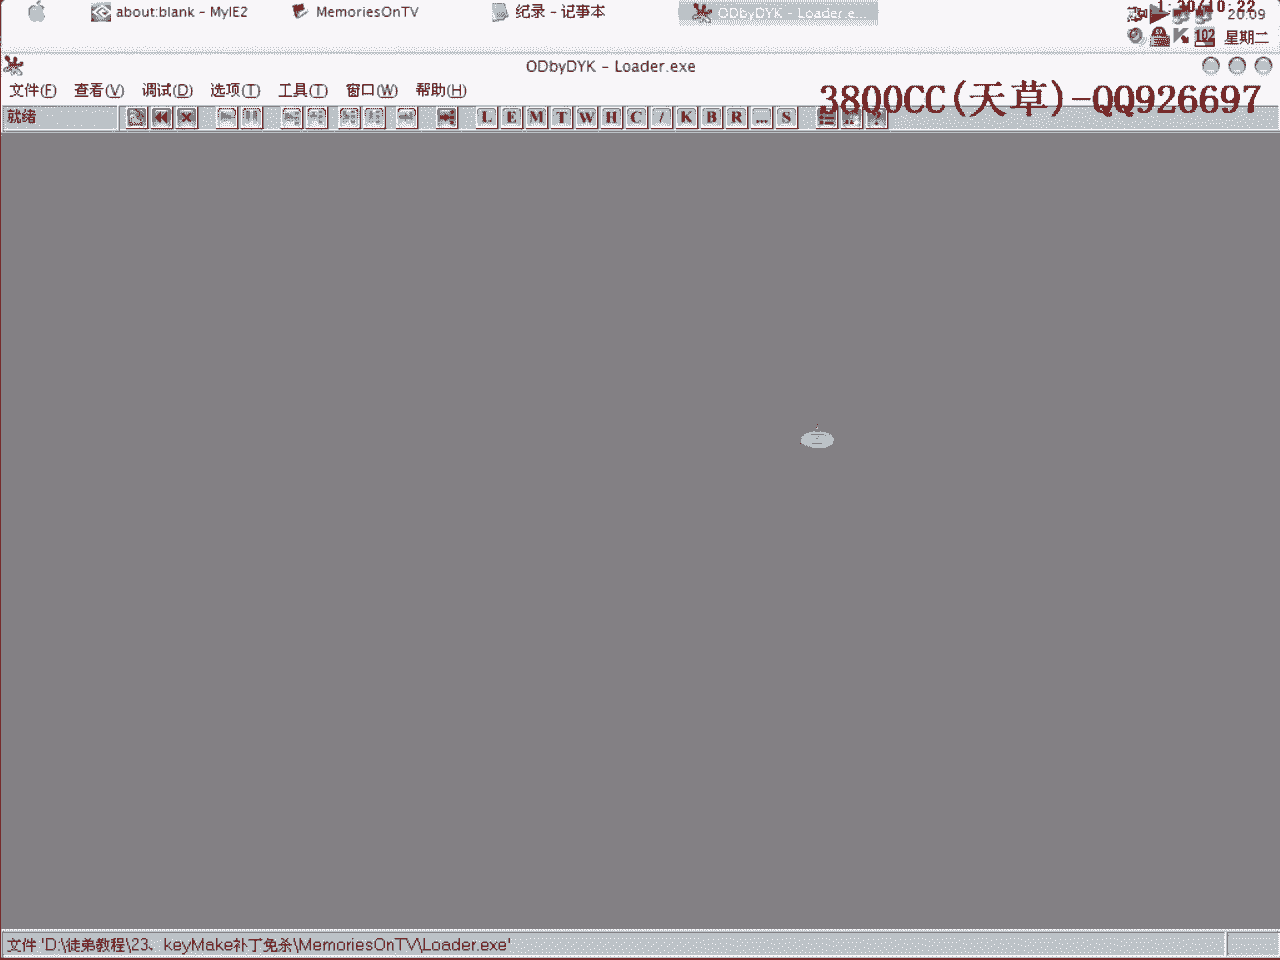 about:blank - MyIE2
MemoriesOnTV
纪录 - 记事本
ODbyDYK - Loader.e...
1:30/10:22
20:09
102
星期二
ODbyDYK - Loader.exe
文件(F) 查看(V) 调试(D) 选项(T) 工具(T) 窗口(W) 帮助(H)
3800CC(天草)-QQ926697
就绪
L E M T W H C / K B R ... S
文件 'D:\徒弟教程\23、keyMake补丁免杀\MemoriesOnTV\Loader.exe'